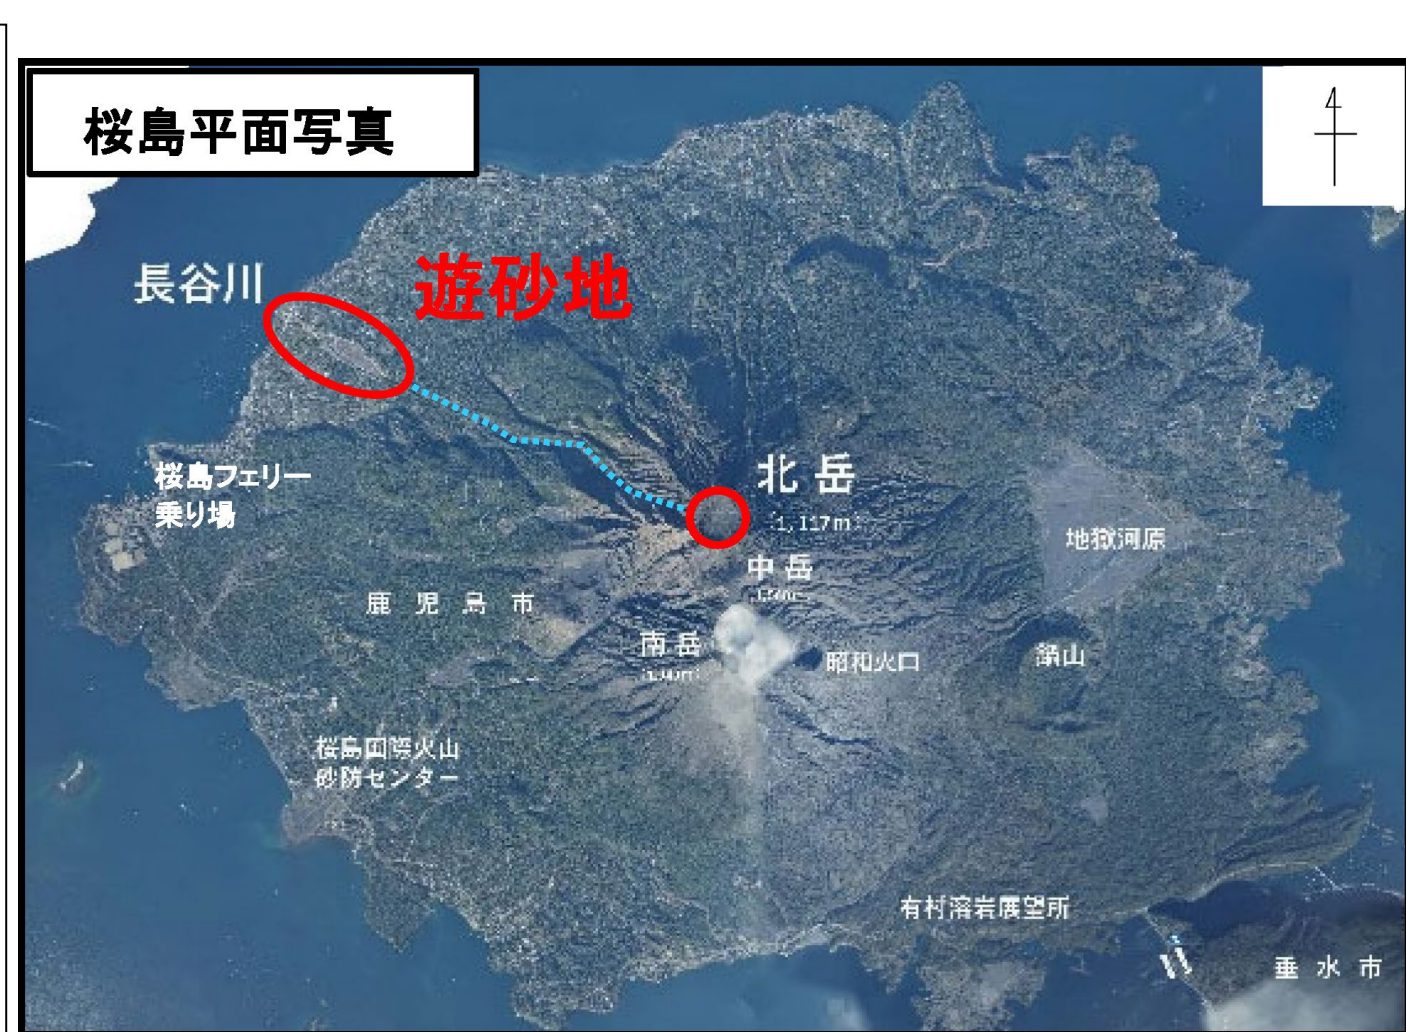 桜島平面写真
4
長谷川
遊砂地
桜島フェリー
乗り場
北岳
(1,117m)
地獄河原
中岳
鹿児島市
南岳
昭和火口
鍋山
桜島国際火山
砂防センター
有村溶岩展望所
垂水市